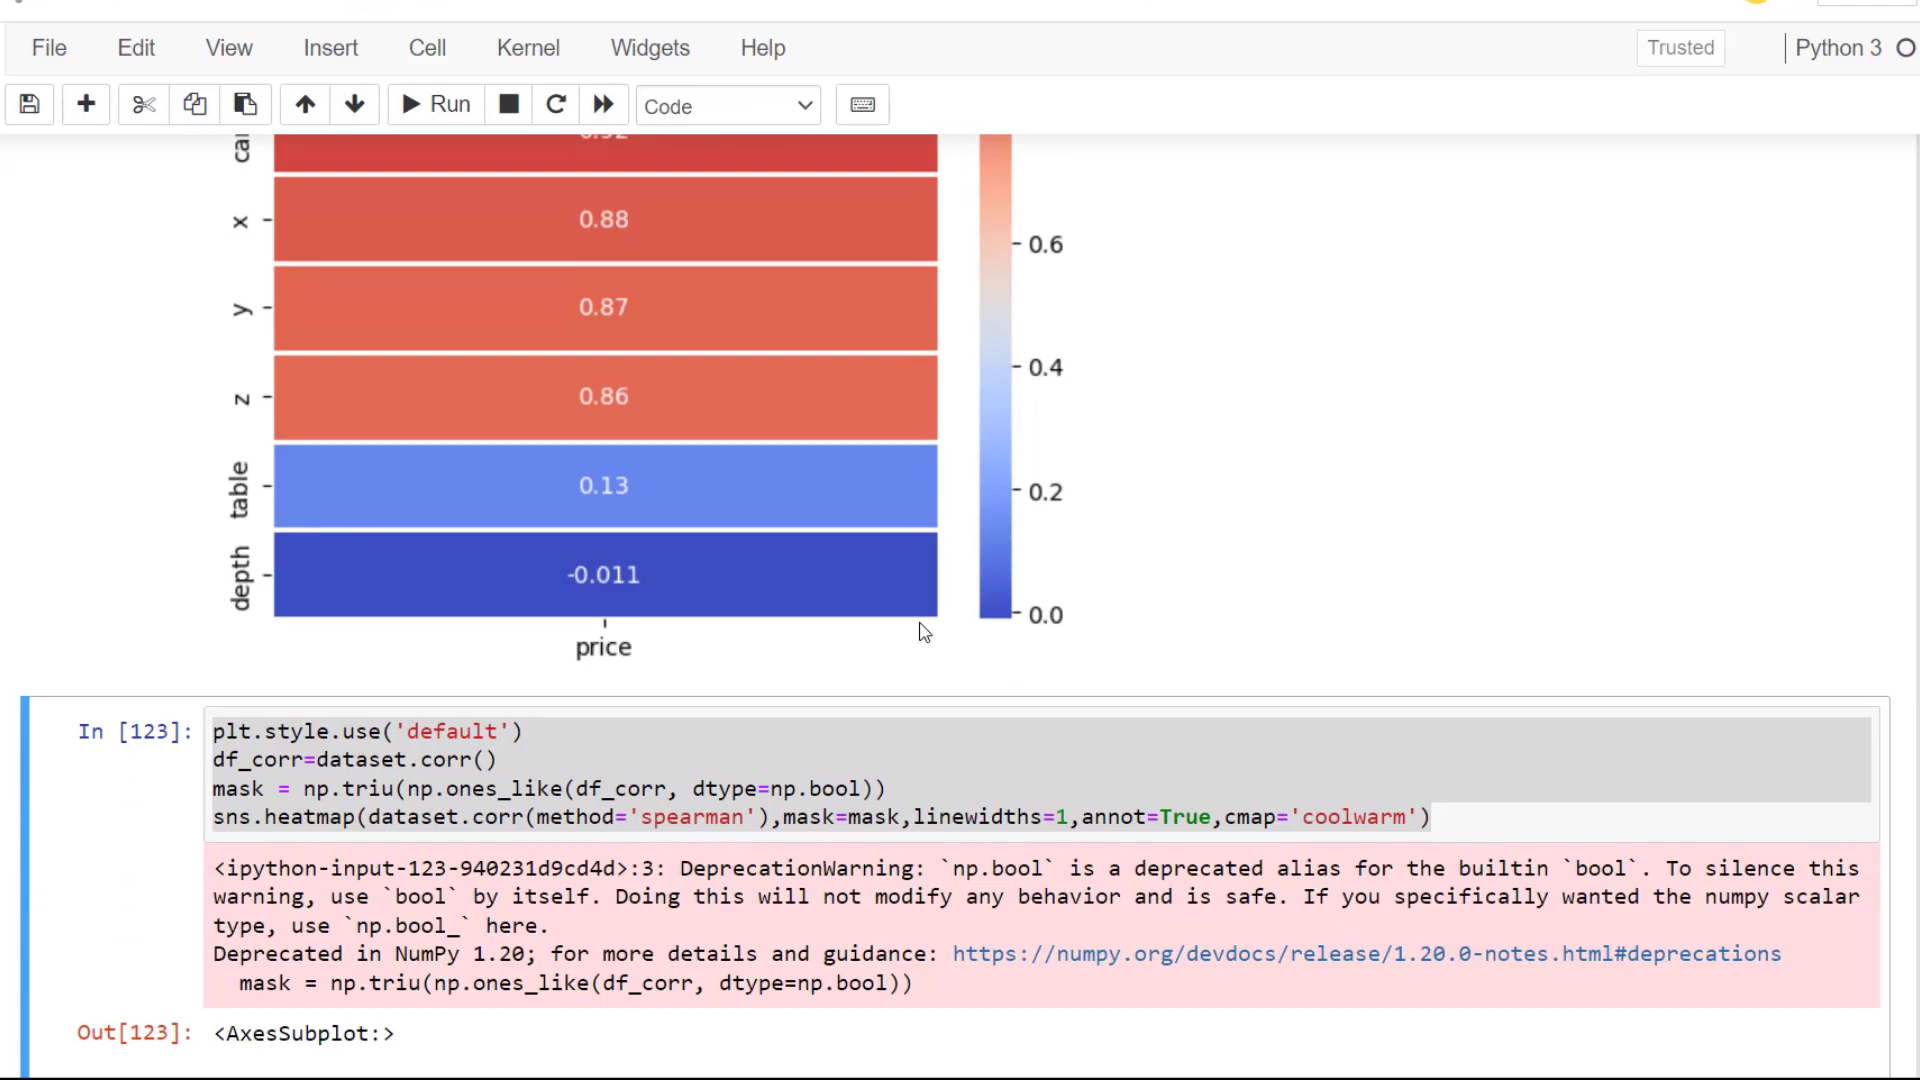 File Edit View Insert Cell Kernel Widgets Help Trusted Python 3
Run Code
x 0.88
0.6
y 0.87
0.4
z 0.86
table 0.13
0.2
depth -0.011
0.0
price
In [123]: plt.style.use('default')
df_corr=dataset.corr()
mask = np.triu(np.ones_like(df_corr, dtype=np.bool))
sns.heatmap(dataset.corr(method='spearman'),mask=mask,linewidths=1,annot=True,cmap='coolwarm')
<ipython-input-123-940231d9cd4d>:3: DeprecationWarning: `np.bool` is a deprecated alias for the builtin `bool`. To silence this
warning, use `bool` by itself. Doing this will not modify any behavior and is safe. If you specifically wanted the numpy scalar
type, use `np.bool_` here.
Deprecated in NumPy 1.20; for more details and guidance: https://numpy.org/devdocs/release/1.20.0-notes.html#deprecations
mask = np.triu(np.ones_like(df_corr, dtype=np.bool))
Out[123]: <AxesSubplot:>